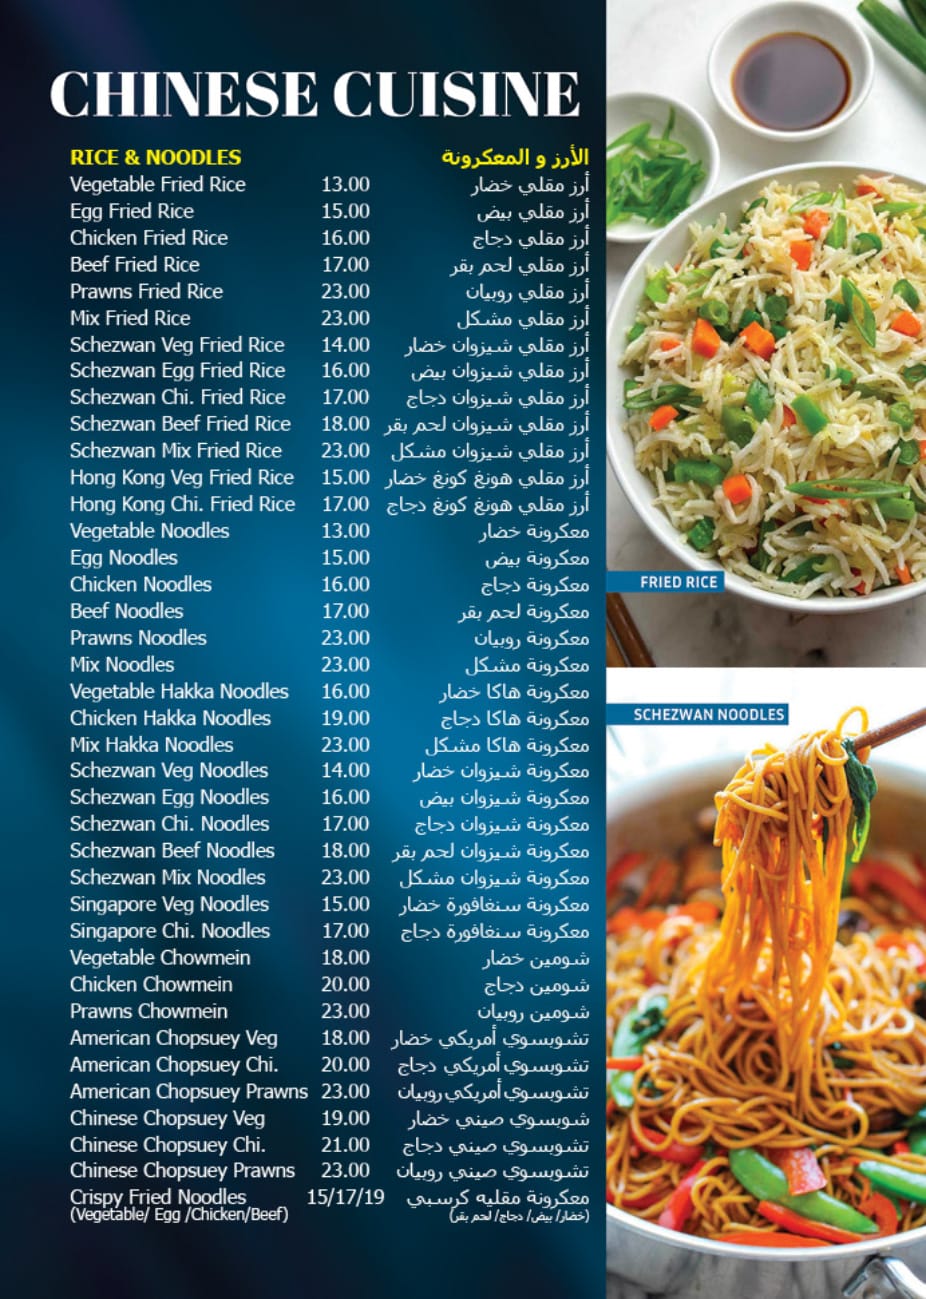 CHINESE CUISINE
RICE & NOODLES الأرز و المعكرونة
Vegetable Fried Rice 13.00 أرز مقلي خضار
Egg Fried Rice 15.00 أرز مقلي بيض
Chicken Fried Rice 16.00 أرز مقلي دجاج
Beef Fried Rice 17.00 أرز مقلي لحم بقر
Prawns Fried Rice 23.00 أرز مقلي روبيان
Mix Fried Rice 23.00 أرز مقلي مشكل
Schezwan Veg Fried Rice 14.00 أرز مقلي شيزوان خضار
Schezwan Egg Fried Rice 16.00 أرز مقلي شيزوان بيض
Schezwan Chi. Fried Rice 17.00 أرز مقلي شيزوان دجاج
Schezwan Beef Fried Rice 18.00 أرز مقلي شيزوان لحم بقر
Schezwan Mix Fried Rice 23.00 أرز مقلي شيزوان مشكل
Hong Kong Veg Fried Rice 15.00 أرز مقلي هونغ كونغ خضار
Hong Kong Chi. Fried Rice 17.00 أرز مقلي هونغ كونغ دجاج
Vegetable Noodles 13.00 معكرونة خضار
Egg Noodles 15.00 معكرونة بيض
Chicken Noodles 16.00 معكرونة دجاج
Beef Noodles 17.00 معكرونة لحم بقر
Prawns Noodles 23.00 معكرونة روبيان
Mix Noodles 23.00 معكرونة مشكل
Vegetable Hakka Noodles 16.00 معكرونة هاكا خضار
Chicken Hakka Noodles 19.00 معكرونة هاكا دجاج
Mix Hakka Noodles 23.00 معكرونة هاكا مشكل
Schezwan Veg Noodles 14.00 معكرونة شيزوان خضار
Schezwan Egg Noodles 16.00 معكرونة شيزوان بيض
Schezwan Chi. Noodles 17.00 معكرونة شيزوان دجاج
Schezwan Beef Noodles 18.00 معكرونة شيزوان لحم بقر
Schezwan Mix Noodles 23.00 معكرونة شيزوان مشكل
Singapore Veg Noodles 15.00 معكرونة سنغافورة خضار
Singapore Chi. Noodles 17.00 معكرونة سنغافورة دجاج
Vegetable Chowmein 18.00 شومين خضار
Chicken Chowmein 20.00 شومين دجاج
Prawns Chowmein 23.00 شومين روبيان
American Chopsuey Veg 18.00 تشوبسوي أمريكي خضار
American Chopsuey Chi. 20.00 تشوبسوي أمريكي دجاج
American Chopsuey Prawns 23.00 تشوبسوي أمريكي روبيان
Chinese Chopsuey Veg 19.00 شوبسوي صيني خضار
Chinese Chopsuey Chi. 21.00 تشوبسوي صيني دجاج
Chinese Chopsuey Prawns 23.00 تشوبسوي صيني روبيان
Crispy Fried Noodles 15/17/19 معكرونة مقليه كرسبي
(Vegetable/ Egg /Chicken/Beef) (خضار/ بيض/ دجاج/ لحم بقر)
FRIED RICE
SCHEZWAN NOODLES